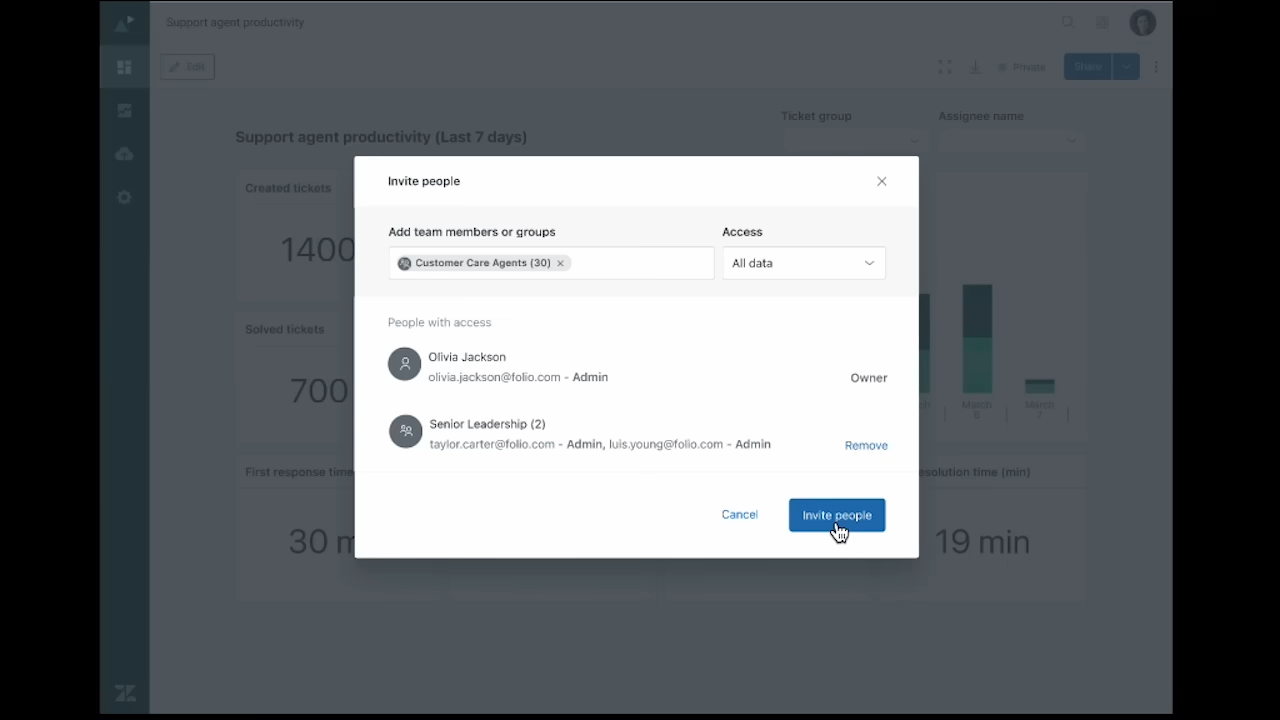 Support agent productivity
Edit
Private
Share
Ticket group
Assignee name
Support agent productivity (Last 7 days)
Created tickets
1400
Solved tickets
700
First response time
30 m
Invite people
Add team members or groups
Access
Customer Care Agents (30)
All data
People with access
Olivia Jackson
olivia.jackson@folio.com - Admin
Owner
Senior Leadership (2)
taylor.carter@folio.com - Admin, luis.young@folio.com - Admin
Remove
Cancel
Invite people
March
6
March
7
esolution time (min)
19 min